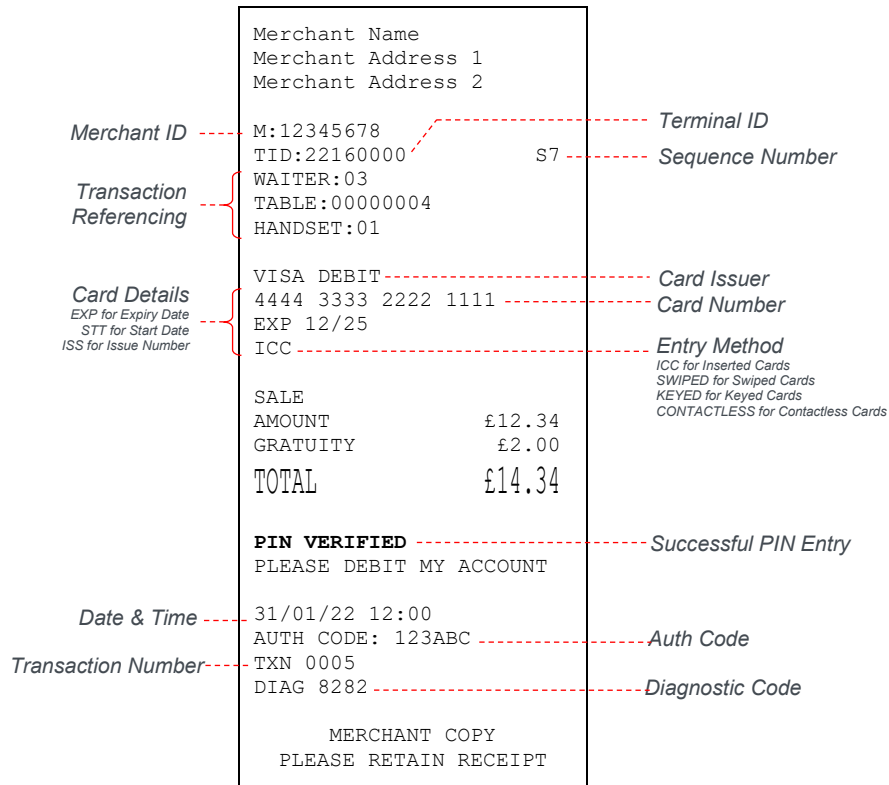 Merchant Name
Merchant Address 1
Merchant Address 2
Merchant ID
M:12345678
Terminal ID
TID:22160000 S7
Sequence Number
Transaction
Referencing
WAITER:03
TABLE:00000004
HANDSET:01
VISA DEBIT
Card Issuer
Card Details
EXP for Expiry Date
STT for Start Date
ISS for Issue Number
4444 3333 2222 1111
Card Number
EXP 12/25
ICC
Entry Method
ICC for Inserted Cards
SWIPED for Swiped Cards
KEYED for Keyed Cards
CONTACTLESS for Contactless Cards
SALE
AMOUNT £12.34
GRATUITY £2.00
TOTAL £14.34
PIN VERIFIED
Successful PIN Entry
PLEASE DEBIT MY ACCOUNT
Date & Time
31/01/22 12:00
AUTH CODE: 123ABC
Auth Code
Transaction Number
TXN 0005
DIAG 8282
Diagnostic Code
MERCHANT COPY
PLEASE RETAIN RECEIPT